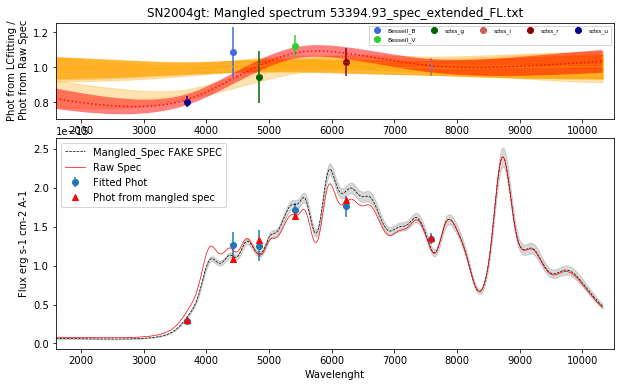 SN2004gt: Mangled spectrum 53394.93_spec_extended_FL.txt
Phot from LCfitting /
Phot from Raw Spec
1.2
1.0
0.8
Bessell_B
Bessell_V
sdss_g
sdss_i
sdss_r
sdss_u
2000 3000 4000 5000 6000 7000 8000 9000 10000
Flux erg s-1 cm-2 A-1
2.5
2.0
1.5
1.0
0.5
0.0
Mangled_Spec FAKE SPEC
Raw Spec
Fitted Phot
Phot from mangled spec
2000 3000 4000 5000 6000 7000 8000 9000 10000
Wavelenght